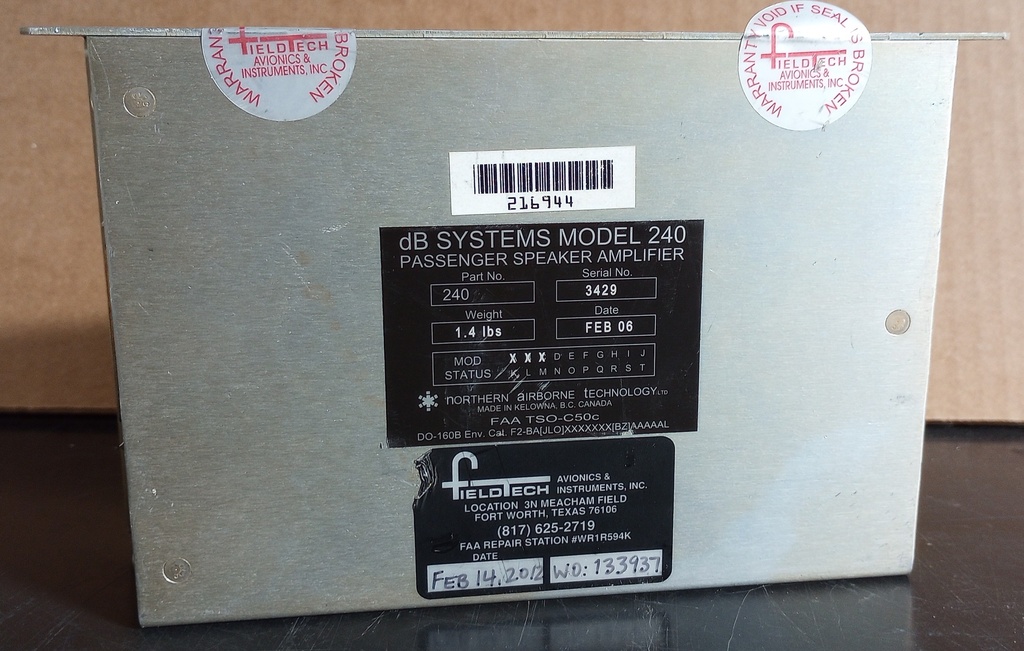 WARRANTY
FIELDTECH
AVIONICS &
INSTRUMENTS, INC
BROKEN
WARRANTY VOID IF SEAL IS BROKEN
FIELDTECH
AVIONICS &
INSTRUMENTS, INC
216944
dB SYSTEMS MODEL 240
PASSENGER SPEAKER AMPLIFIER
Part No. Serial No.
240 3429
Weight Date
1.4 lbs FEB 06
MOD X X X D E F G H I J
STATUS K L M N O P Q R S T
NORTHERN AIRBORNE TECHNOLOGY LTD
MADE IN KELOWNA, B.C. CANADA
FAA TSO-C50c
DO-160B Env. Cat. F2-BA[JLO]XXXXXXX[BZ]AAAAAL
FIELDTECH AVIONICS &
INSTRUMENTS, INC.
LOCATION 3N MEACHAM FIELD
FORT WORTH, TEXAS 76106
(817) 625-2719
FAA REPAIR STATION #WR1R594K
DATE
FEB 14, 2012 WO: 133937